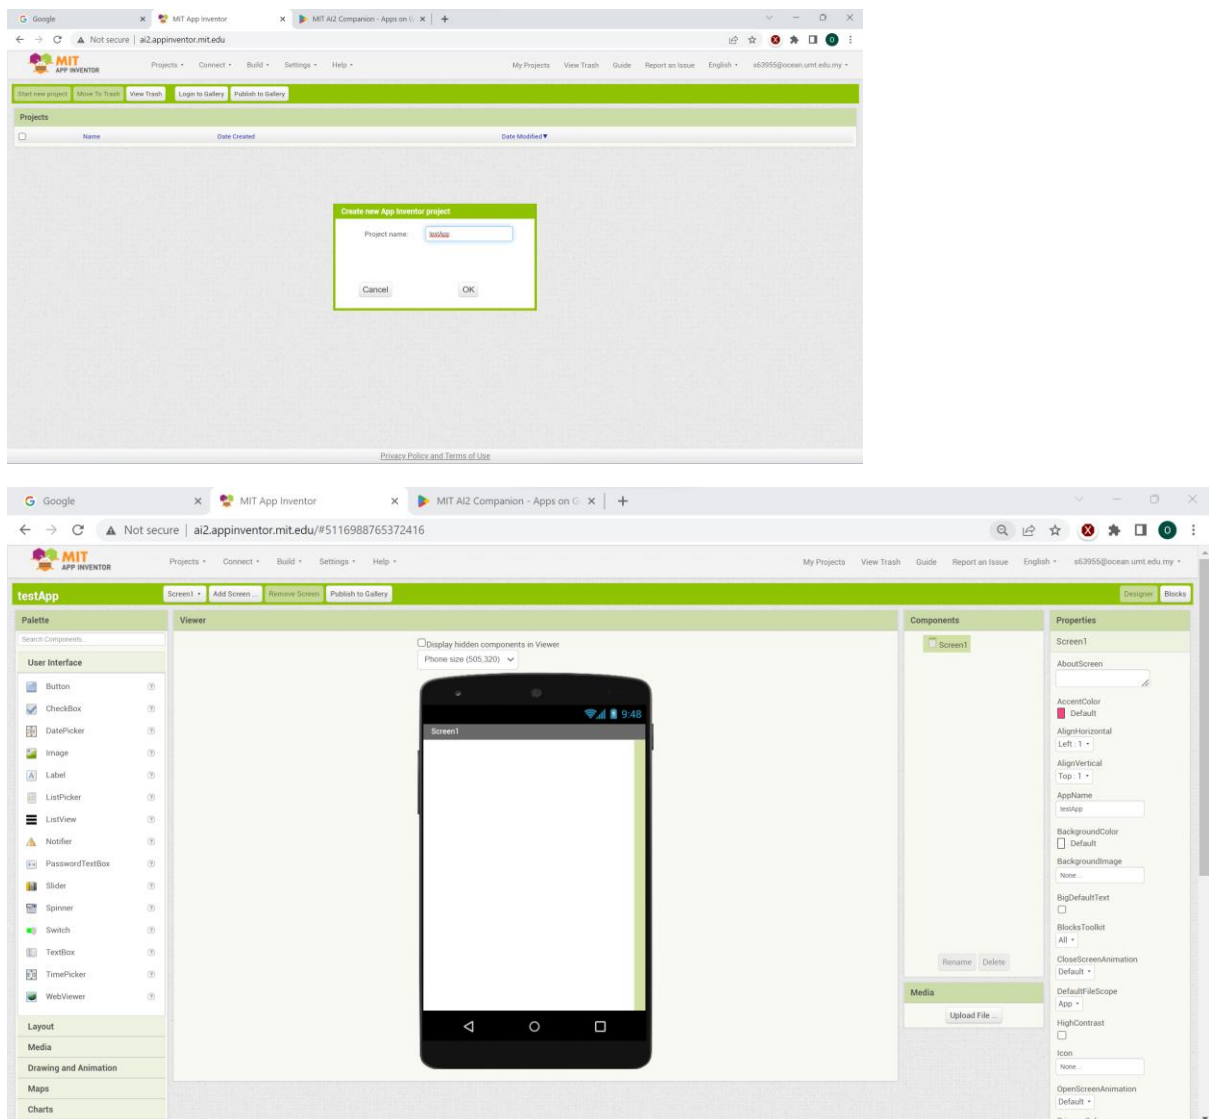 Google
MIT App Inventor
MIT AI2 Companion - Apps on G
Not secure | ai2.appinventor.mit.edu
MIT
APP INVENTOR
Projects
Connect
Build
Settings
Help
My Projects
View Trash
Guide
Report an Issue
English
s63955@ocean.umt.edu.my
Start new project
Move To Trash
View Trash
Login to Gallery
Publish to Gallery
Projects
Name
Date Created
Date Modified▼
Create new App Inventor project
Project name: testApp
Cancel
OK
Privacy Policy and Terms of Use
Google
MIT App Inventor
MIT AI2 Companion - Apps on G
Not secure | ai2.appinventor.mit.edu/#5116988765372416
MIT
APP INVENTOR
Projects
Connect
Build
Settings
Help
My Projects
View Trash
Guide
Report an Issue
English
s63955@ocean.umt.edu.my
testApp
Screen1
Add Screen ...
Remove Screen
Publish to Gallery
Designer
Blocks
Palette
Search Components...
User Interface
Button
CheckBox
DatePicker
Image
Label
ListPicker
ListView
Notifier
PasswordTextBox
Slider
Spinner
Switch
TextBox
TimePicker
WebViewer
Layout
Media
Drawing and Animation
Maps
Charts
Viewer
Display hidden components in Viewer
Phone size (505,320)
9:48
Screen1
Components
Screen1
Rename
Delete
Media
Upload File ...
Properties
Screen1
AboutScreen
AccentColor
Default
AlignHorizontal
Left : 1
AlignVertical
Top : 1
AppName
testApp
BackgroundColor
Default
BackgroundImage
None...
BigDefaultText
BlocksToolkit
All
CloseScreenAnimation
Default
DefaultFileScope
App
HighContrast
Icon
None...
OpenScreenAnimation
Default